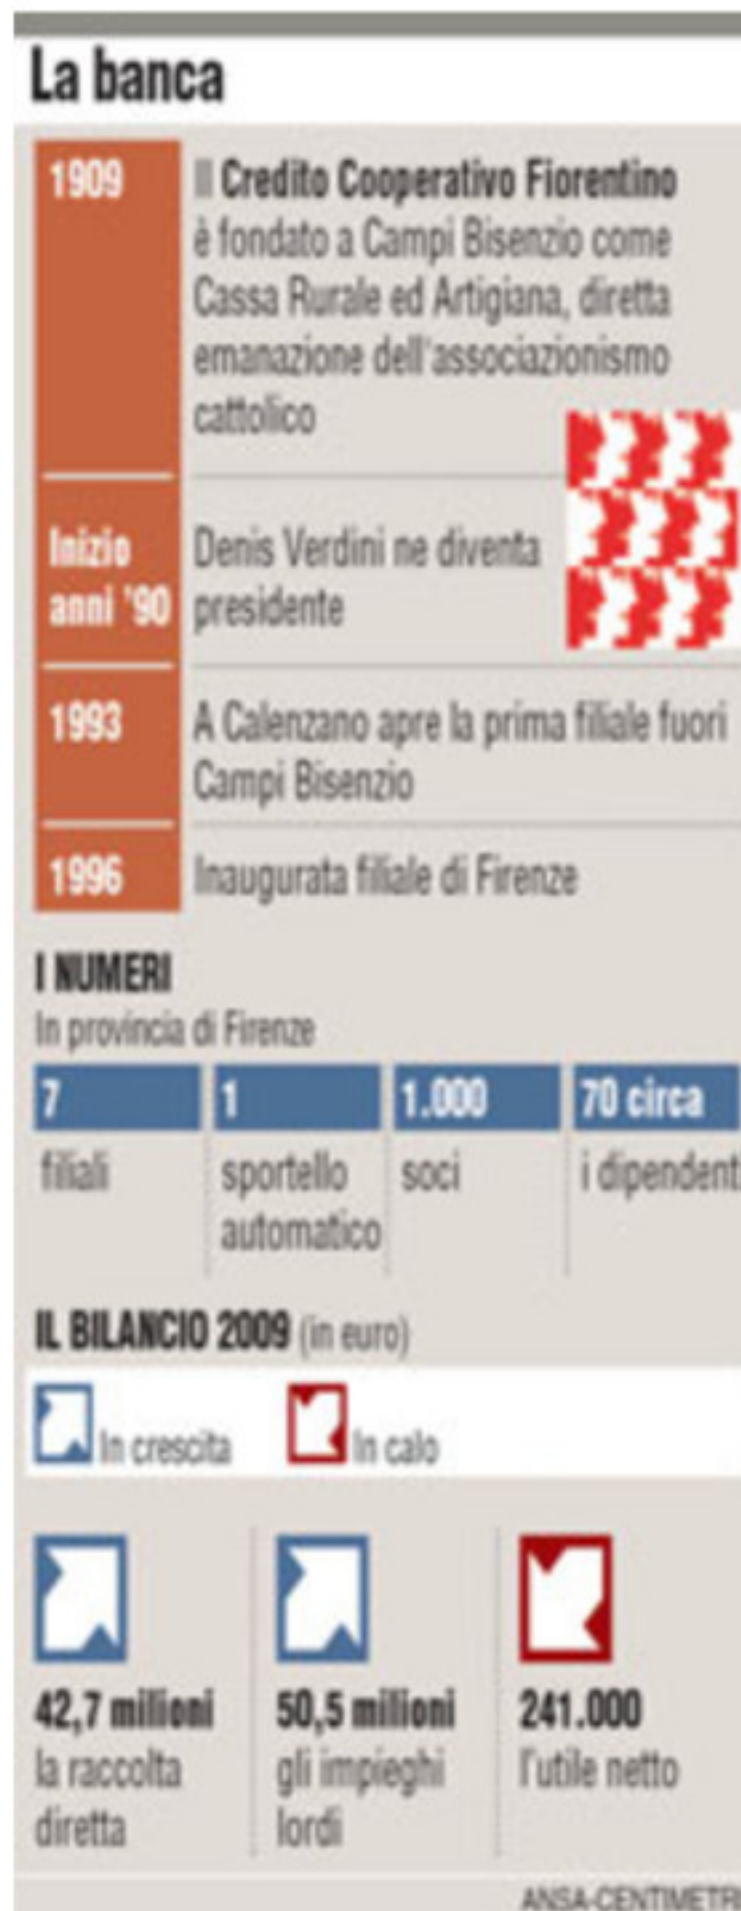 La banca
1909
Il Credito Cooperativo Fiorentino
è fondato a Campi Bisenzio come
Cassa Rurale ed Artigiana, diretta
emanazione dell'associazionismo
cattolico
Inizio
anni '90
Denis Verdini ne diventa
presidente
1993
A Calenzano apre la prima filiale fuori
Campi Bisenzio
1996
Inaugurata filiale di Firenze
I NUMERI
In provincia di Firenze
7
filiali
1
sportello
automatico
1.000
soci
70 circa
i dipendent
IL BILANCIO 2009 (in euro)
In crescita
In calo
42,7 milioni
la raccolta
diretta
50,5 milioni
gli impieghi
lordi
241.000
l'utile netto
ANSA-CENTIMETRI